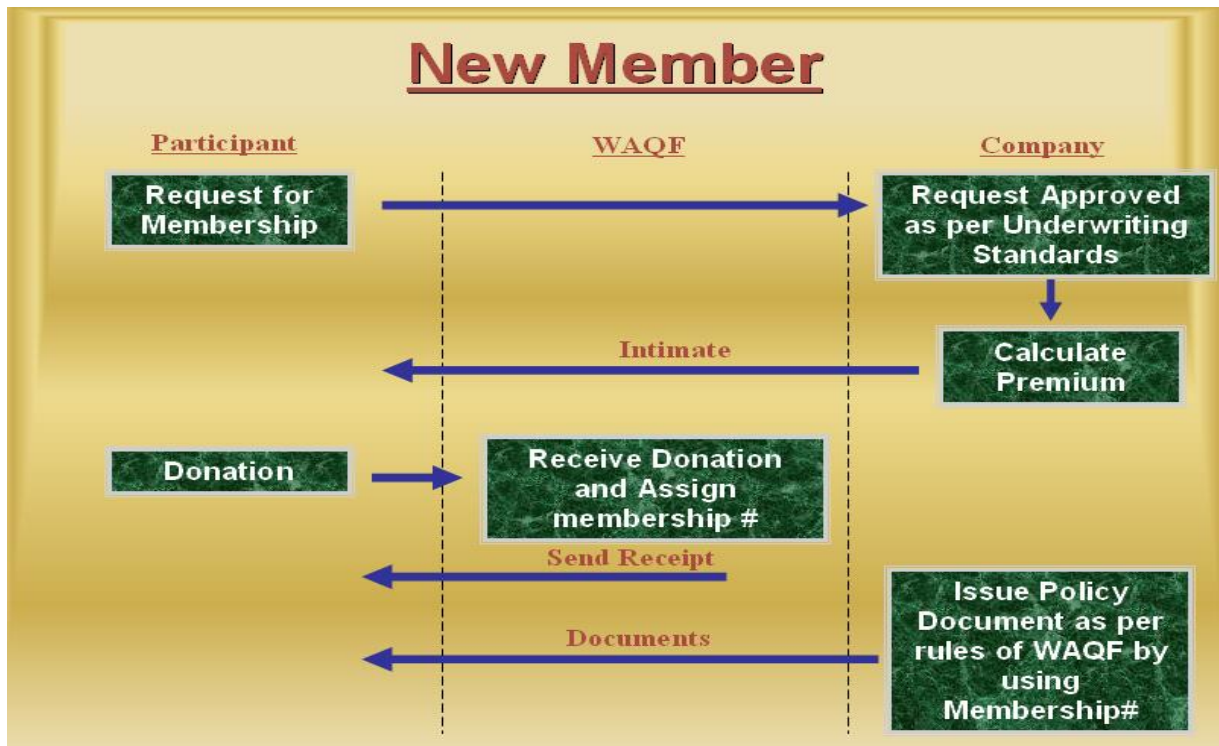 New Member
Participant
WAQF
Company
Request for
Membership
Request Approved
as per Underwriting
Standards
Intimate
Calculate
Premium
Donation
Receive Donation
and Assign
membership #
Send Receipt
Documents
Issue Policy
Document as per
rules of WAQF by
using
Membership#